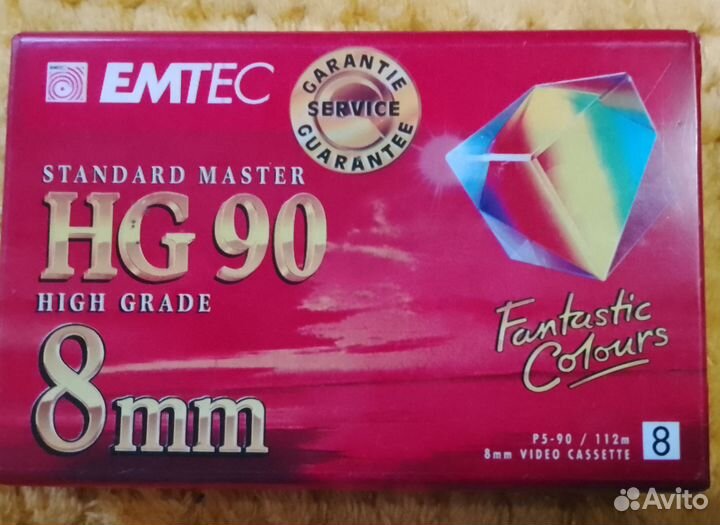 EMTEC
GARANTIE
SERVICE
GUARANTEE
STANDARD MASTER
HG 90
HIGH GRADE
8mm
Fantastic
Colours
P5-90 / 112m
8mm VIDEO CASSETTE
8
Avito